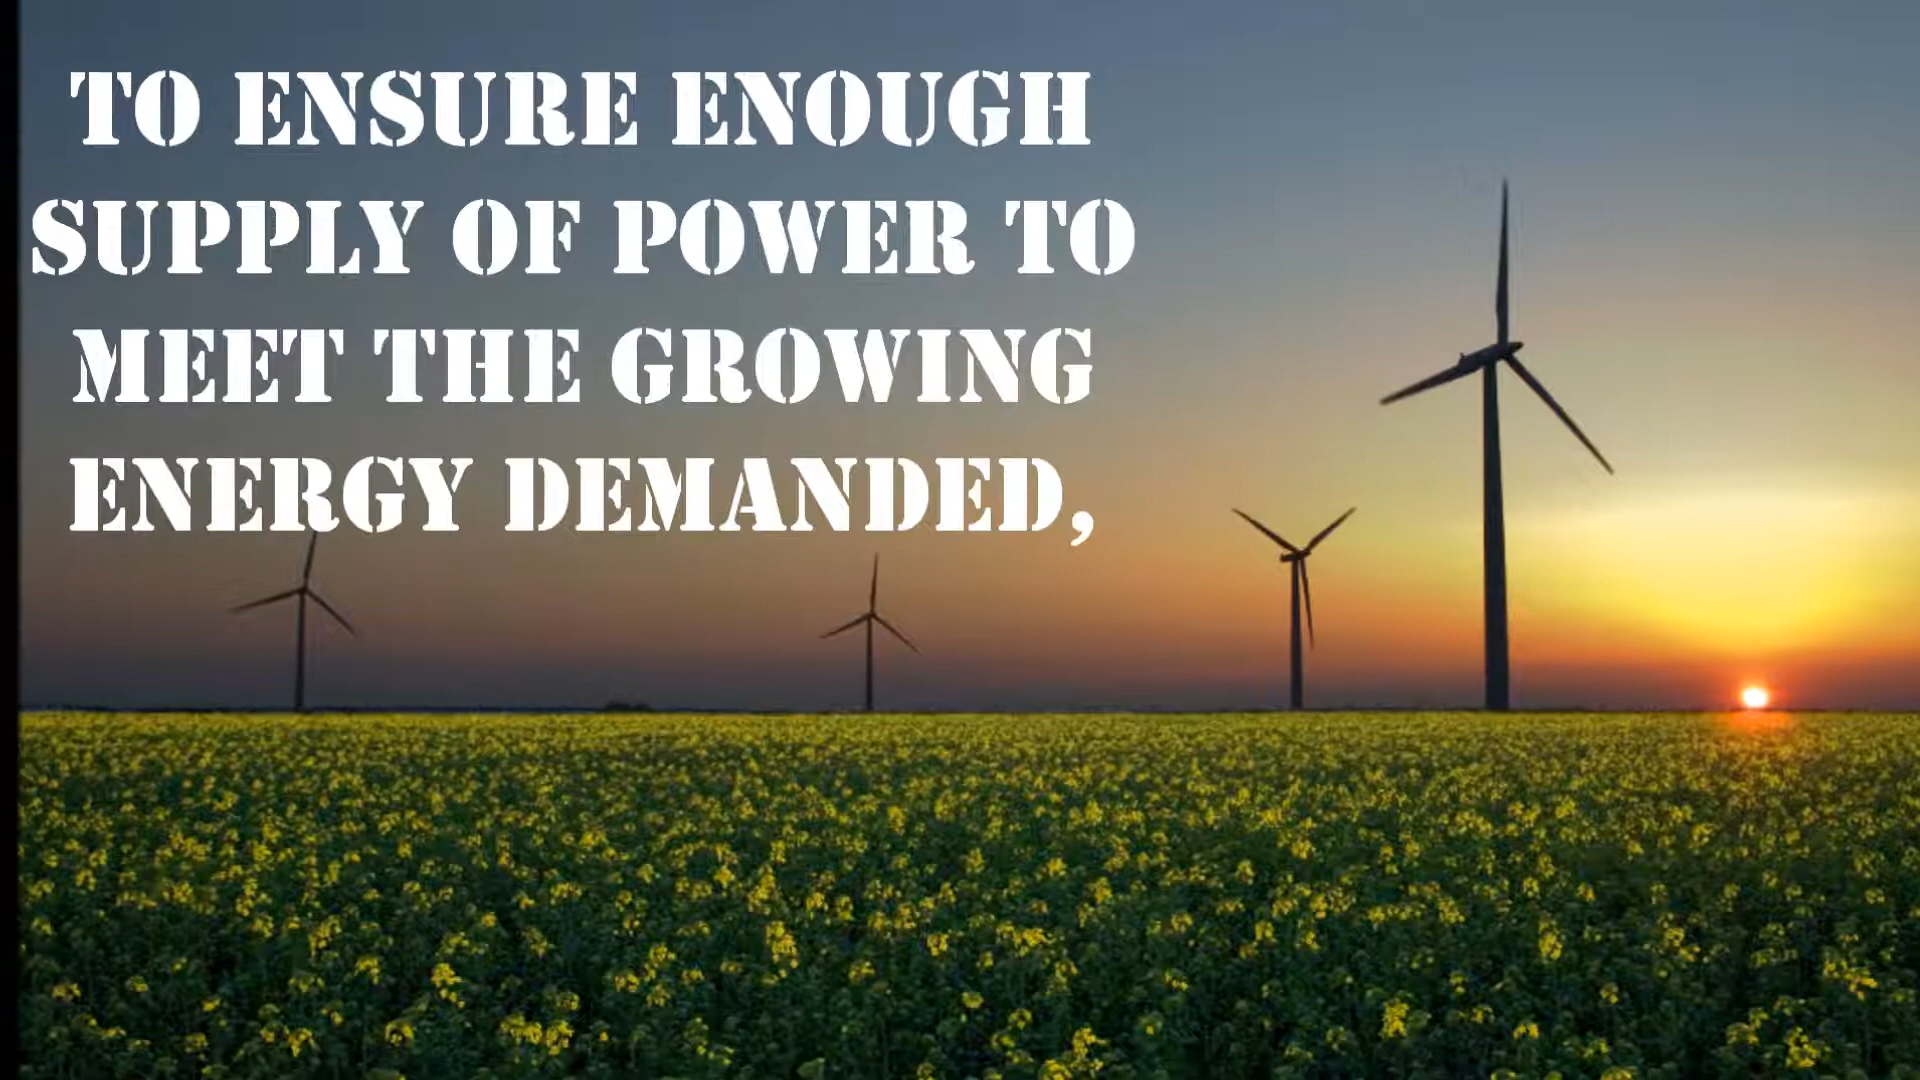 TO ENSURE ENOUGH
SUPPLY OF POWER TO
MEET THE GROWING
ENERGY DEMANDED,